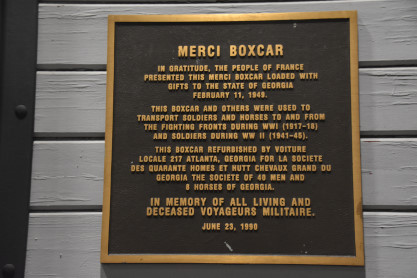 MERCI BOXCAR
IN GRATITUDE, THE PEOPLE OF FRANCE
PRESENTED THIS MERCI BOXCAR LOADED WITH
GIFTS TO THE STATE OF GEORGIA
FEBRUARY 11, 1949.
THIS BOXCAR AND OTHERS WERE USED TO
TRANSPORT SOLDIERS AND HORSES TO AND FROM
THE FIGHTING FRONTS DURING WWI (1917-18)
AND SOLDIERS DURING WW II (1941-45).
THIS BOXCAR REFURBISHED BY VOITURE
LOCALE 217 ATLANTA, GEORGIA FOR LA SOCIETE
DES QUARANTE HOMES ET HUTT CHEVAUX GRAND DU
GEORGIA THE SOCIETE OF 40 MEN AND
8 HORSES OF GEORGIA.
IN MEMORY OF ALL LIVING AND
DECEASED VOYAGEURS MILITAIRE.
JUNE 23, 1990